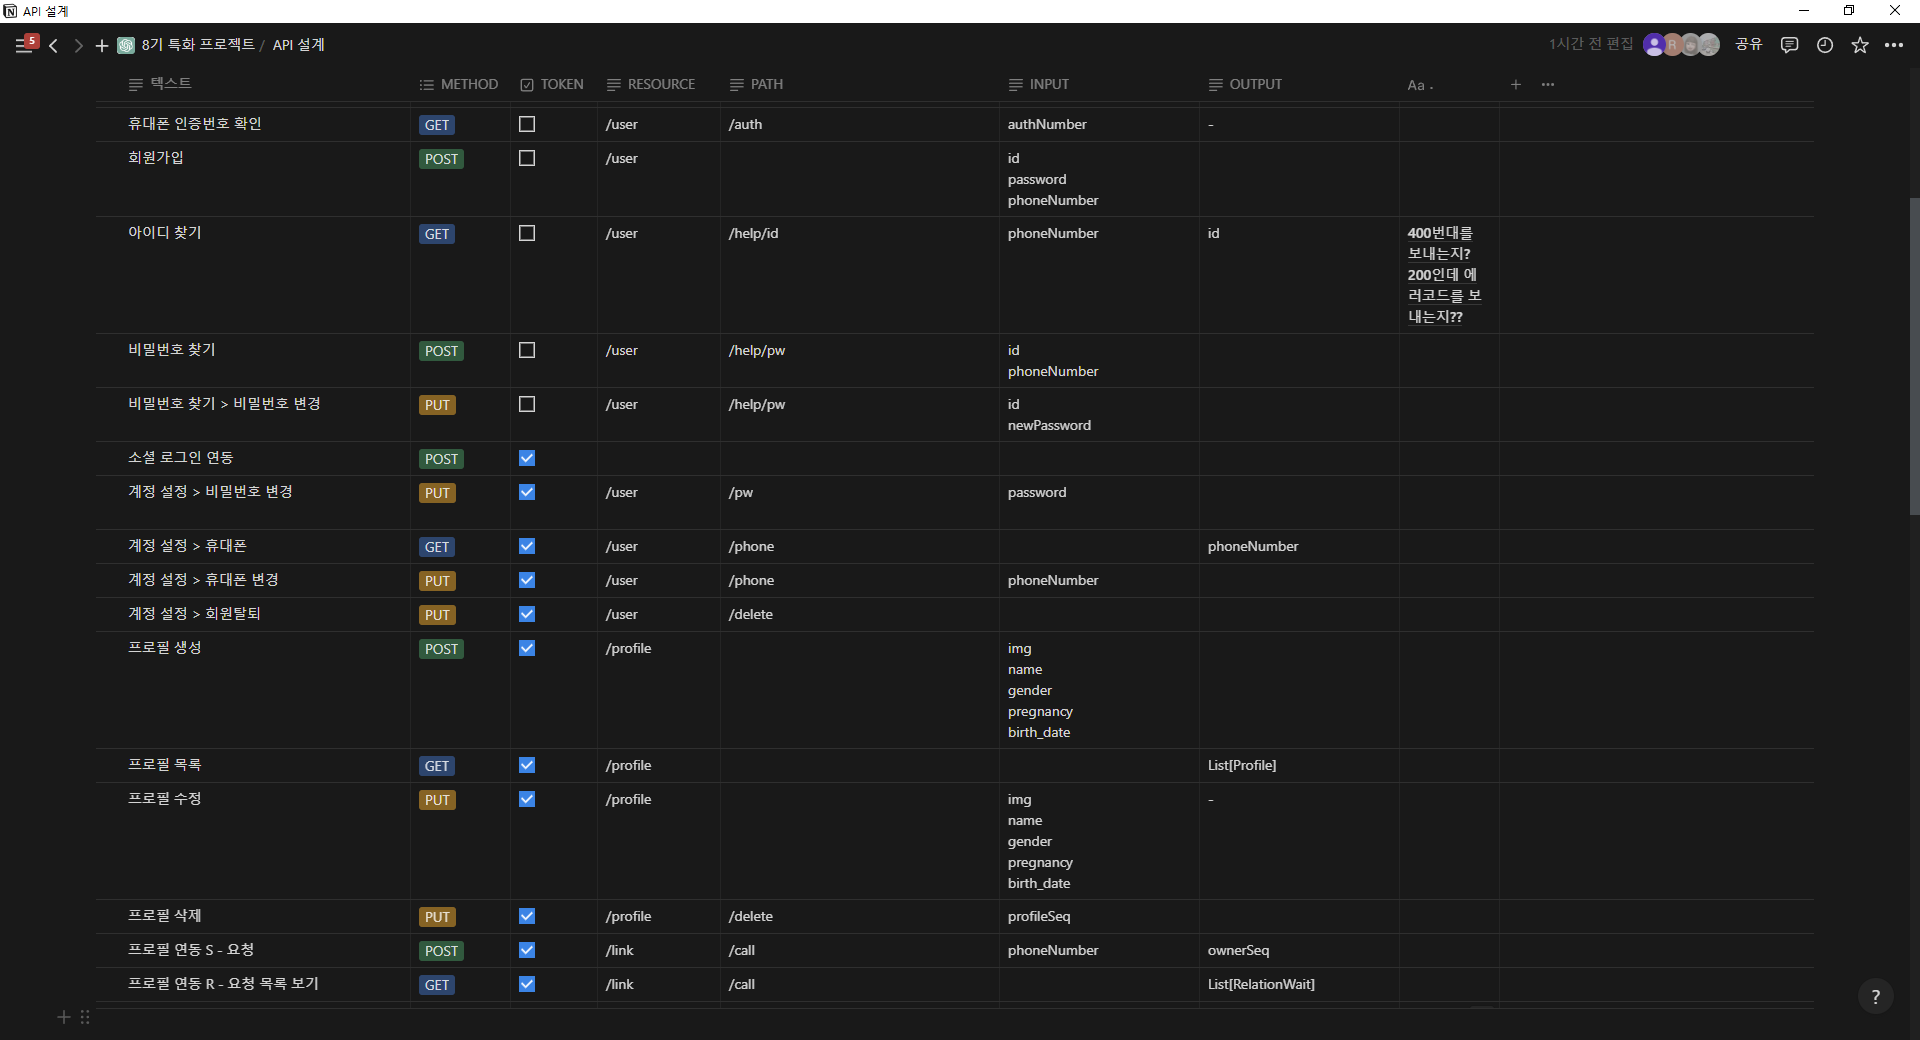 API 설계
5
8기 특화 프로젝트 / API 설계
1시간 전 편집
R
공유
텍스트 METHOD TOKEN RESOURCE PATH INPUT OUTPUT Aa .
휴대폰 인증번호 확인 GET /user /auth authNumber -
회원가입 POST /user id
password
phoneNumber
아이디 찾기 GET /user /help/id phoneNumber id 400번대를
보내는지?
200인데 에
러코드를 보
내는지??
비밀번호 찾기 POST /user /help/pw id
phoneNumber
비밀번호 찾기 > 비밀번호 변경 PUT /user /help/pw id
newPassword
소셜 로그인 연동 POST
계정 설정 > 비밀번호 변경 PUT /user /pw password
계정 설정 > 휴대폰 GET /user /phone phoneNumber
계정 설정 > 휴대폰 변경 PUT /user /phone phoneNumber
계정 설정 > 회원탈퇴 PUT /user /delete
프로필 생성 POST /profile img
name
gender
pregnancy
birth_date
프로필 목록 GET /profile List[Profile]
프로필 수정 PUT /profile img -
name
gender
pregnancy
birth_date
프로필 삭제 PUT /profile /delete profileSeq
프로필 연동 S - 요청 POST /link /call phoneNumber ownerSeq
프로필 연동 R - 요청 목록 보기 GET /link /call List[RelationWait]
?